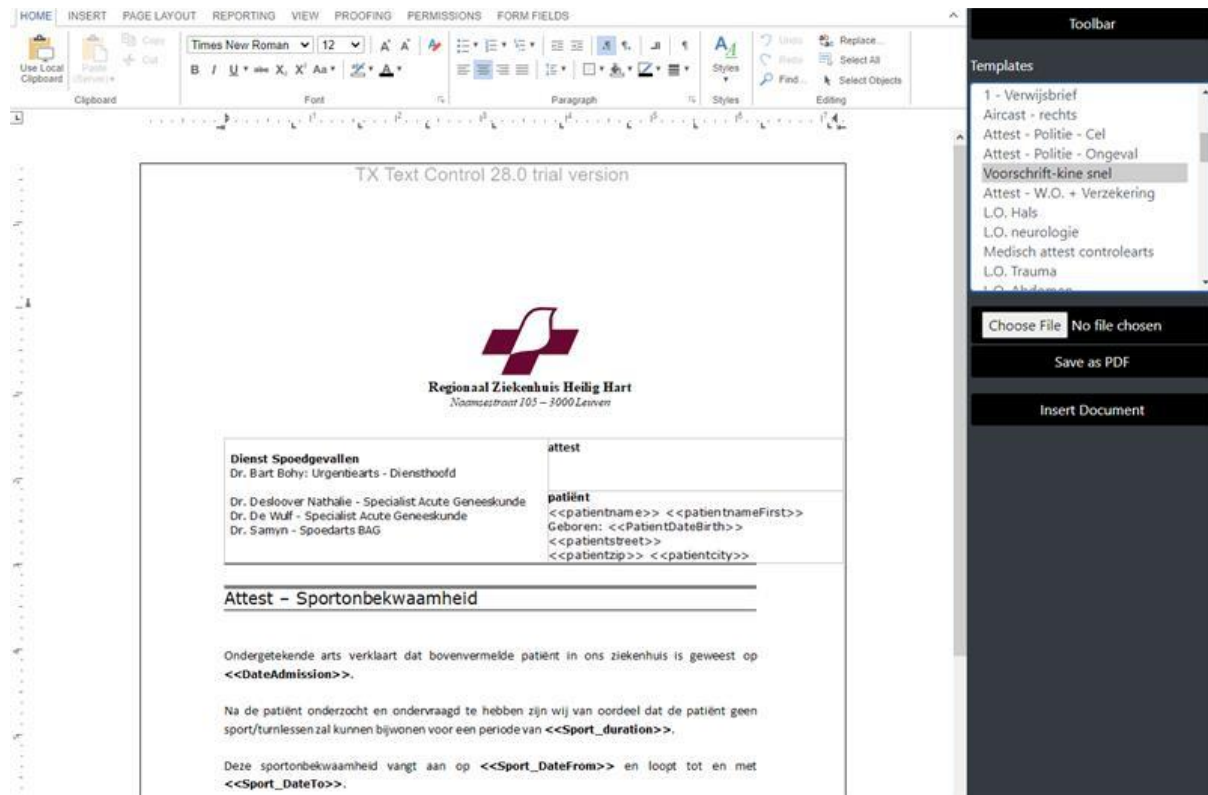 HOME INSERT PAGE LAYOUT REPORTING VIEW PROOFING PERMISSIONS FORM FIELDS
Use Local Clipboard
Paste (Server)
Copy
Cut
Clipboard
Times New Roman 12
B I U abc X, X' Aa
Font
Paragraph
Styles
Styles
Undo
Redo
Find...
Replace...
Select All
Select Objects
Editing
TX Text Control 28.0 trial version
Regionaal Ziekenhuis Heilig Hart
Naamsestraat 105 – 3000 Leuven
Dienst Spoedgevallen
Dr. Bart Bohy: Urgentiearts - Diensthoofd
Dr. Desloover Nathalie - Specialist Acute Geneeskunde
Dr. De Wulf - Specialist Acute Geneeskunde
Dr. Samyn - Spoedarts BAG
attest
patiënt
<<patientname>> <<patientnameFirst>>
Geboren: <<PatientDateBirth>>
<<patientstreet>>
<<patientzip>> <<patientcity>>
Attest – Sportonbekwaamheid
Ondergetekende arts verklaart dat bovenvermelde patiënt in ons ziekenhuis is geweest op
<<DateAdmission>>.
Na de patiënt onderzocht en ondervraagd te hebben zijn wij van oordeel dat de patiënt geen
sport/turnlessen zal kunnen bijwonen voor een periode van <<Sport_duration>>.
Deze sportonbekwaamheid vangt aan op <<Sport_DateFrom>> en loopt tot en met
<<Sport_DateTo>>.
Toolbar
Templates
1 - Verwijsbrief
Aircast - rechts
Attest - Politie - Cel
Attest - Politie - Ongeval
Voorschrift-kine snel
Attest - W.O. + Verzekering
L.O. Hals
L.O. neurologie
Medisch attest controlearts
L.O. Trauma
L.O. Abdomen
Choose File No file chosen
Save as PDF
Insert Document